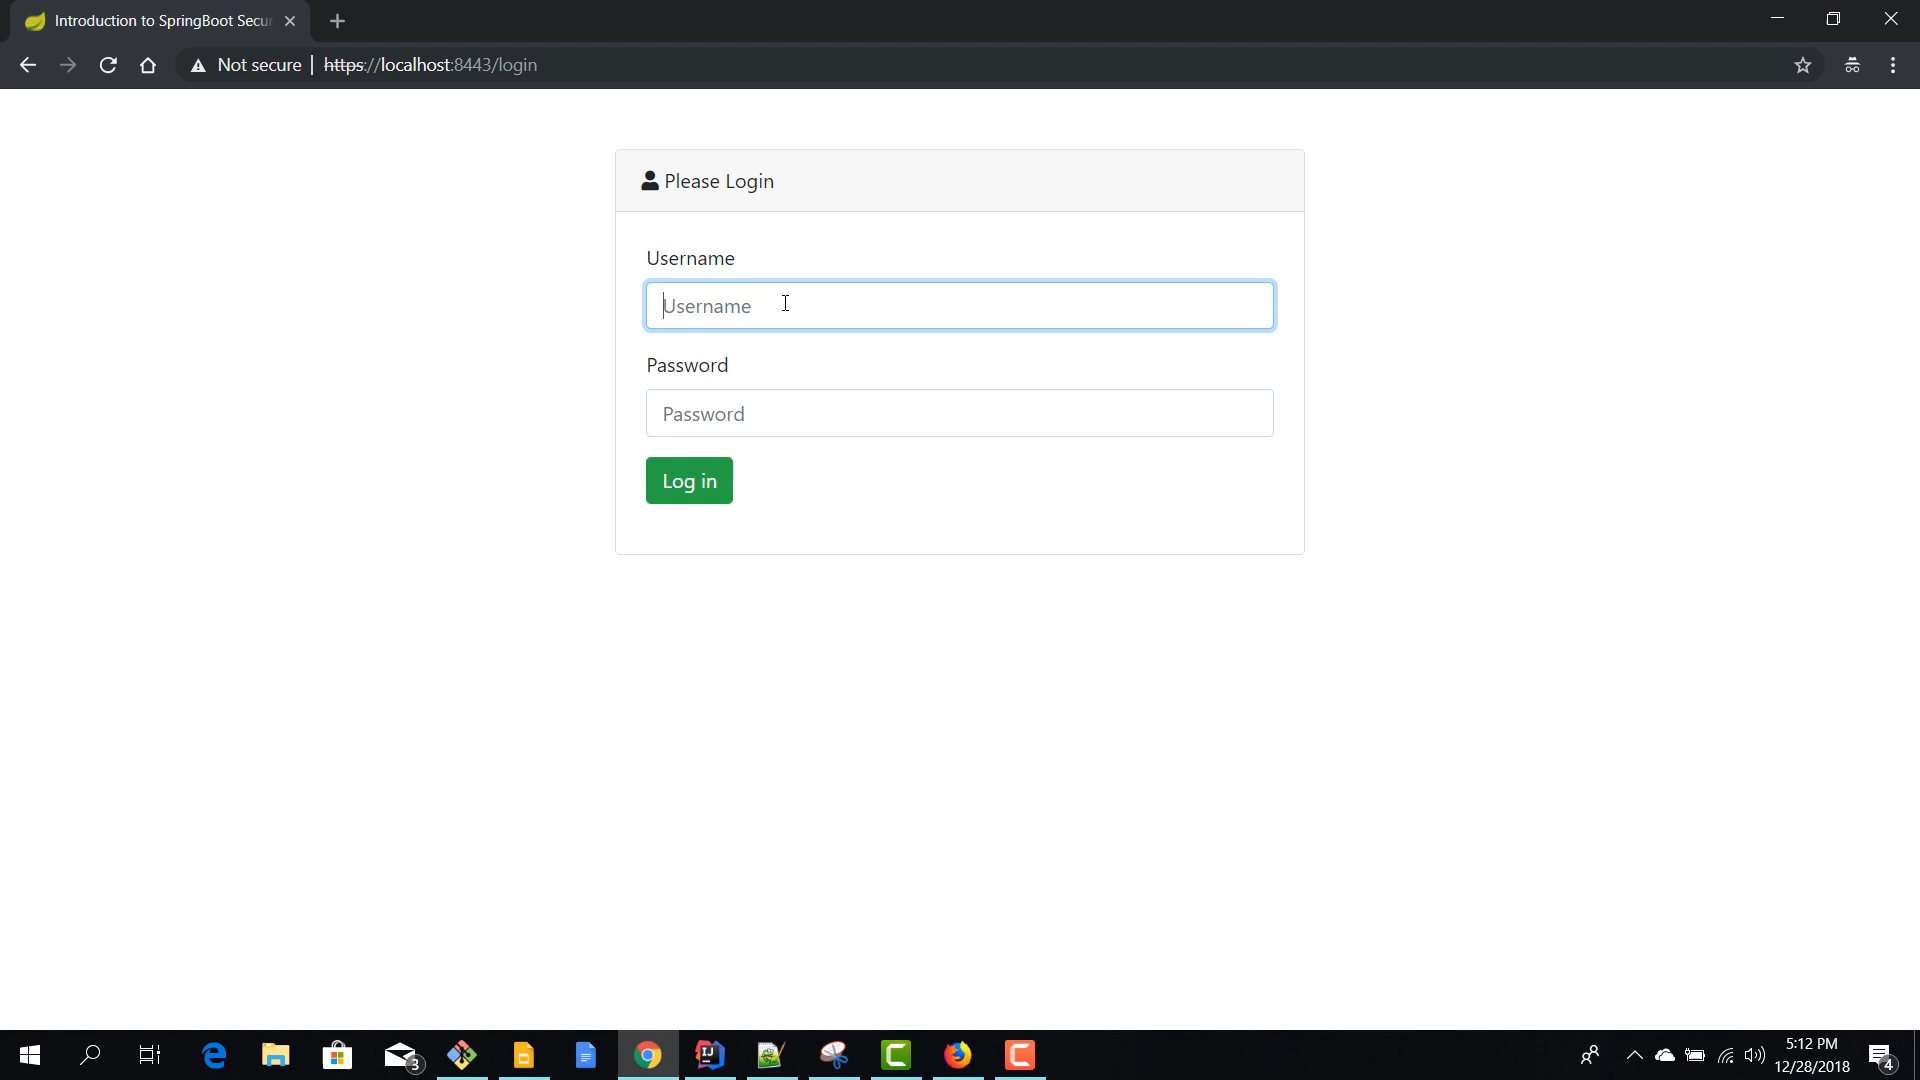 Introduction to SpringBoot Secur
Not secure | https://localhost:8443/login
Please Login
Username
Username
Password
Password
Log in
3
5:12 PM
12/28/2018
4